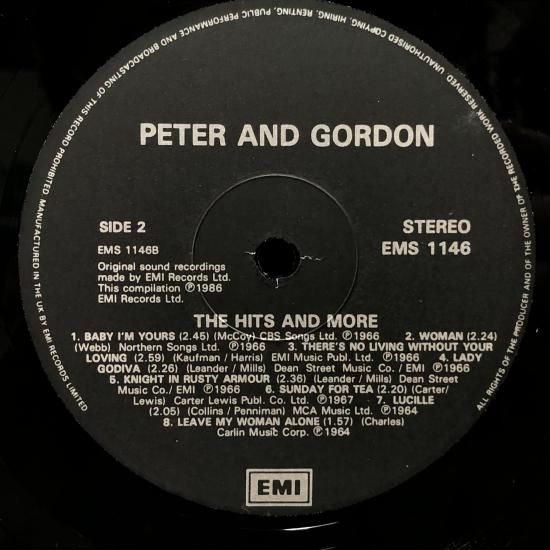 UNAUTHORISED COPYING, HIRING, RENTING, PUBLIC PERFORMANCE AND BROADCASTING OF THIS RECORD PROHIBITED MANUFACTURED IN THE UK BY EMI RECORDS LIMITED
ALL RIGHTS OF THE PRODUCER AND OF THE OWNER OF THE RECORDED WORK RESERVED
PETER AND GORDON
SIDE 2
STEREO
EMS 1146B
EMS 1146
Original sound recordings
made by EMI Records Ltd.
This compilation ℗1986
EMI Records Ltd.
THE HITS AND MORE
1. BABY I'M YOURS (2.45) (McCoy) CBS Songs Ltd. ℗1966 2. WOMAN (2.24)
(Webb) Northern Songs Ltd. ℗1966 3. THERE'S NO LIVING WITHOUT YOUR
LOVING (2.59) (Kaufman / Harris) EMI Music Publ. Ltd. ℗1966 4. LADY
GODIVA (2.26) (Leander / Mills) Dean Street Music Co./ EMI ℗1966
5. KNIGHT IN RUSTY ARMOUR (2.36) (Leander / Mills) Dean Street
Music Co./ EMI ℗1966 6. SUNDAY FOR TEA (2.20) (Carter/
Lewis) Carter Lewis Publ. Co. Ltd. ℗1967 7. LUCILLE
(2.05) (Collins / Penniman) MCA Music Ltd. ℗1964
8. LEAVE MY WOMAN ALONE (1.57) (Charles)
Carlin Music Corp. ℗1964
EMI